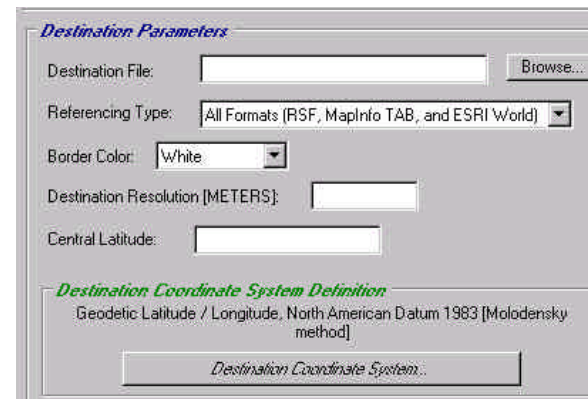 Destination Parameters
Destination File: Browse...
Referencing Type: All Formats (RSF, MapInfo TAB, and ESRI World)
Border Color: White
Destination Resolution [METERS]:
Central Latitude:
Destination Coordinate System Definition
Geodetic Latitude / Longitude, North American Datum 1983 [Molodensky
method]
Destination Coordinate System...